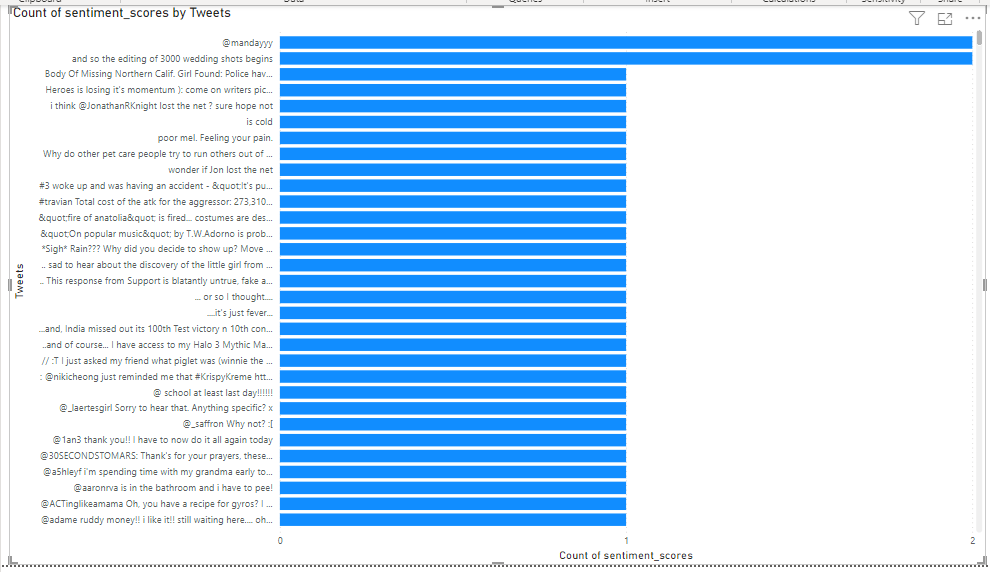 Clipboard
Data
Queries
Insert
Calculations
Sensitivity
Share
Count of sentiment_scores by Tweets
@mandayyy
and so the editing of 3000 wedding shots begins
Body Of Missing Northern Calif. Girl Found: Police hav...
Heroes is losing it's momentum ): come on writers pic...
i think @JonathanRKnight lost the net ? sure hope not
is cold
poor mel. Feeling your pain.
Why do other pet care people try to run others out of ...
wonder if Jon lost the net
#3 woke up and was having an accident - &quot;It's pu...
#travian Total cost of the atk for the aggressor: 273,310...
&quot;fire of anatolia&quot; is fired... costumes are des...
&quot;On popular music&quot; by T.W.Adorno is prob...
*Sigh* Rain??? Why did you decide to show up? Move ...
.. sad to hear about the discovery of the little girl from ...
.. This response from Support is blatantly untrue, fake a...
... or so I thought....
....it's just fever...
...and, India missed out its 100th Test victory n 10th con...
..and of course... I have access to my Halo 3 Mythic Ma...
// :T I just asked my friend what piglet was (winnie the ...
: @nikicheong just reminded me that #KrispyKreme htt...
@ school at least last day!!!!!!
@_laertesgirl Sorry to hear that. Anything specific? x
@_saffron Why not? :[
@1an3 thank you!! I have to now do it all again today
@30SECONDSTOMARS: Thank's for your prayers, these...
@a5hleyf i'm spending time with my grandma early to...
@aaronrva is in the bathroom and i have to pee!
@ACTinglikeamama Oh, you have a recipe for gyros? I ...
@adame ruddy money!! i like it!! still waiting here.... oh...
Tweets
0
1
2
Count of sentiment_scores